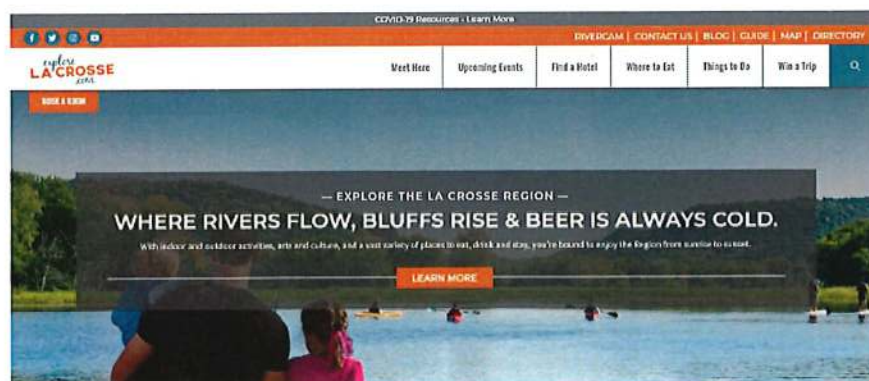 COVID-19 Resources - Learn More
RIVERCAM | CONTACT US | BLOG | GUIDE | MAP | DIRECTORY
explore
LA CROSSE
.com
Meet Here
Upcoming Events
Find a Hotel
Where to Eat
Things to Do
Win a Trip
BOOK A ROOM
— EXPLORE THE LA CROSSE REGION —
WHERE RIVERS FLOW, BLUFFS RISE & BEER IS ALWAYS COLD.
With indoor and outdoor activities, arts and culture, and a vast variety of places to eat, drink and stay, you're bound to enjoy the Region from sunrise to sunset.
LEARN MORE